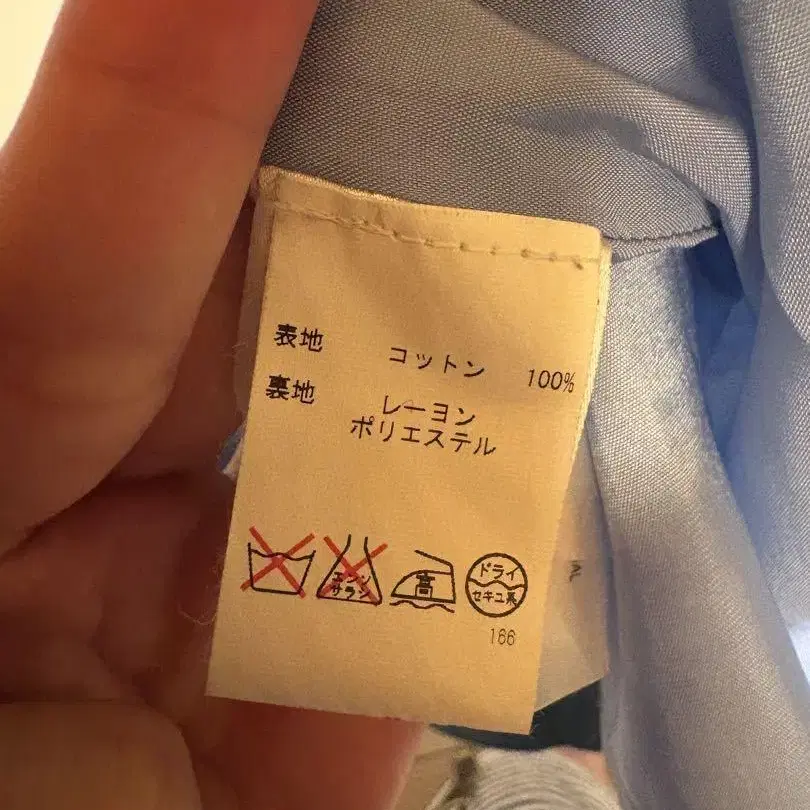 表地 コットン 100%
裏地 レーヨン
ポリエステル
エンソ
サラシ
高
ドライ
セキユ系
166